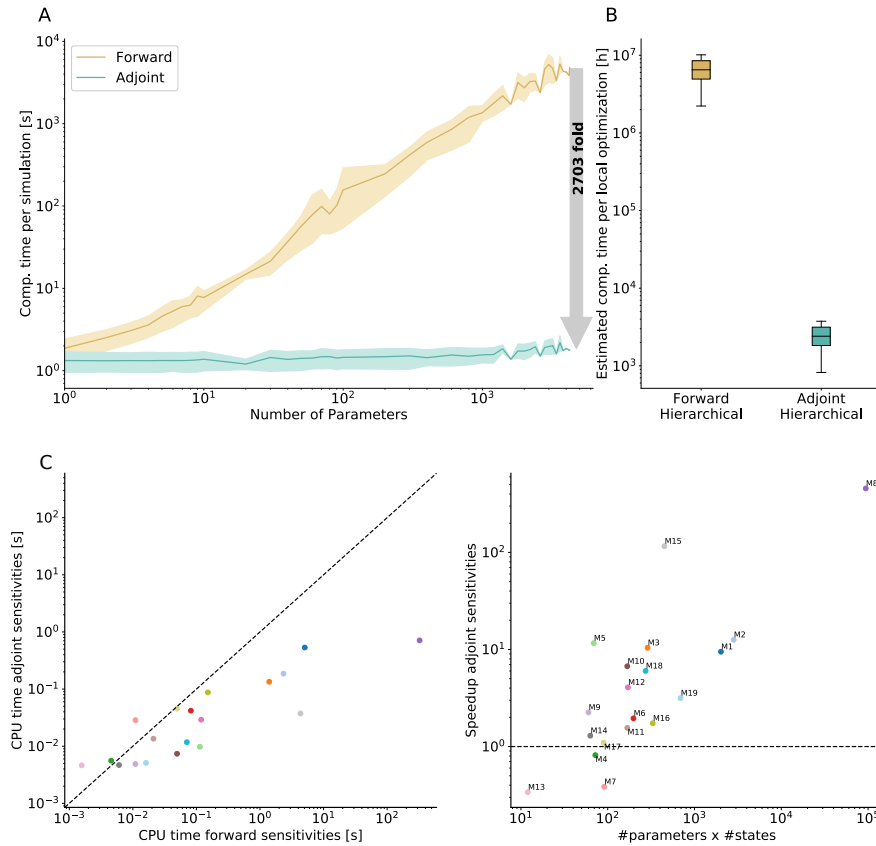 A
B
10^4
10^3
10^2
10^1
10^0
Comp. time per simulation [s]
Forward
Adjoint
2703 fold
10^0
10^1
10^2
10^3
Number of Parameters
10^7
10^6
10^5
10^4
10^3
Estimated comp. time per local optimization [h]
Forward
Hierarchical
Adjoint
Hierarchical
C
10^2
10^1
10^0
10^−1
10^−2
10^−3
CPU time adjoint sensitivities [s]
10^−3
10^−2
10^−1
10^0
10^1
10^2
CPU time forward sensitivities [s]
10^2
10^1
10^0
Speedup adjoint sensitivities
M8
M15
M2
M5
M3
M1
M10
M18
M12
M19
M9
M6
M16
M11
M14
M17
M4
M7
M13
10^1
10^2
10^3
10^4
10^5
#parameters x #states